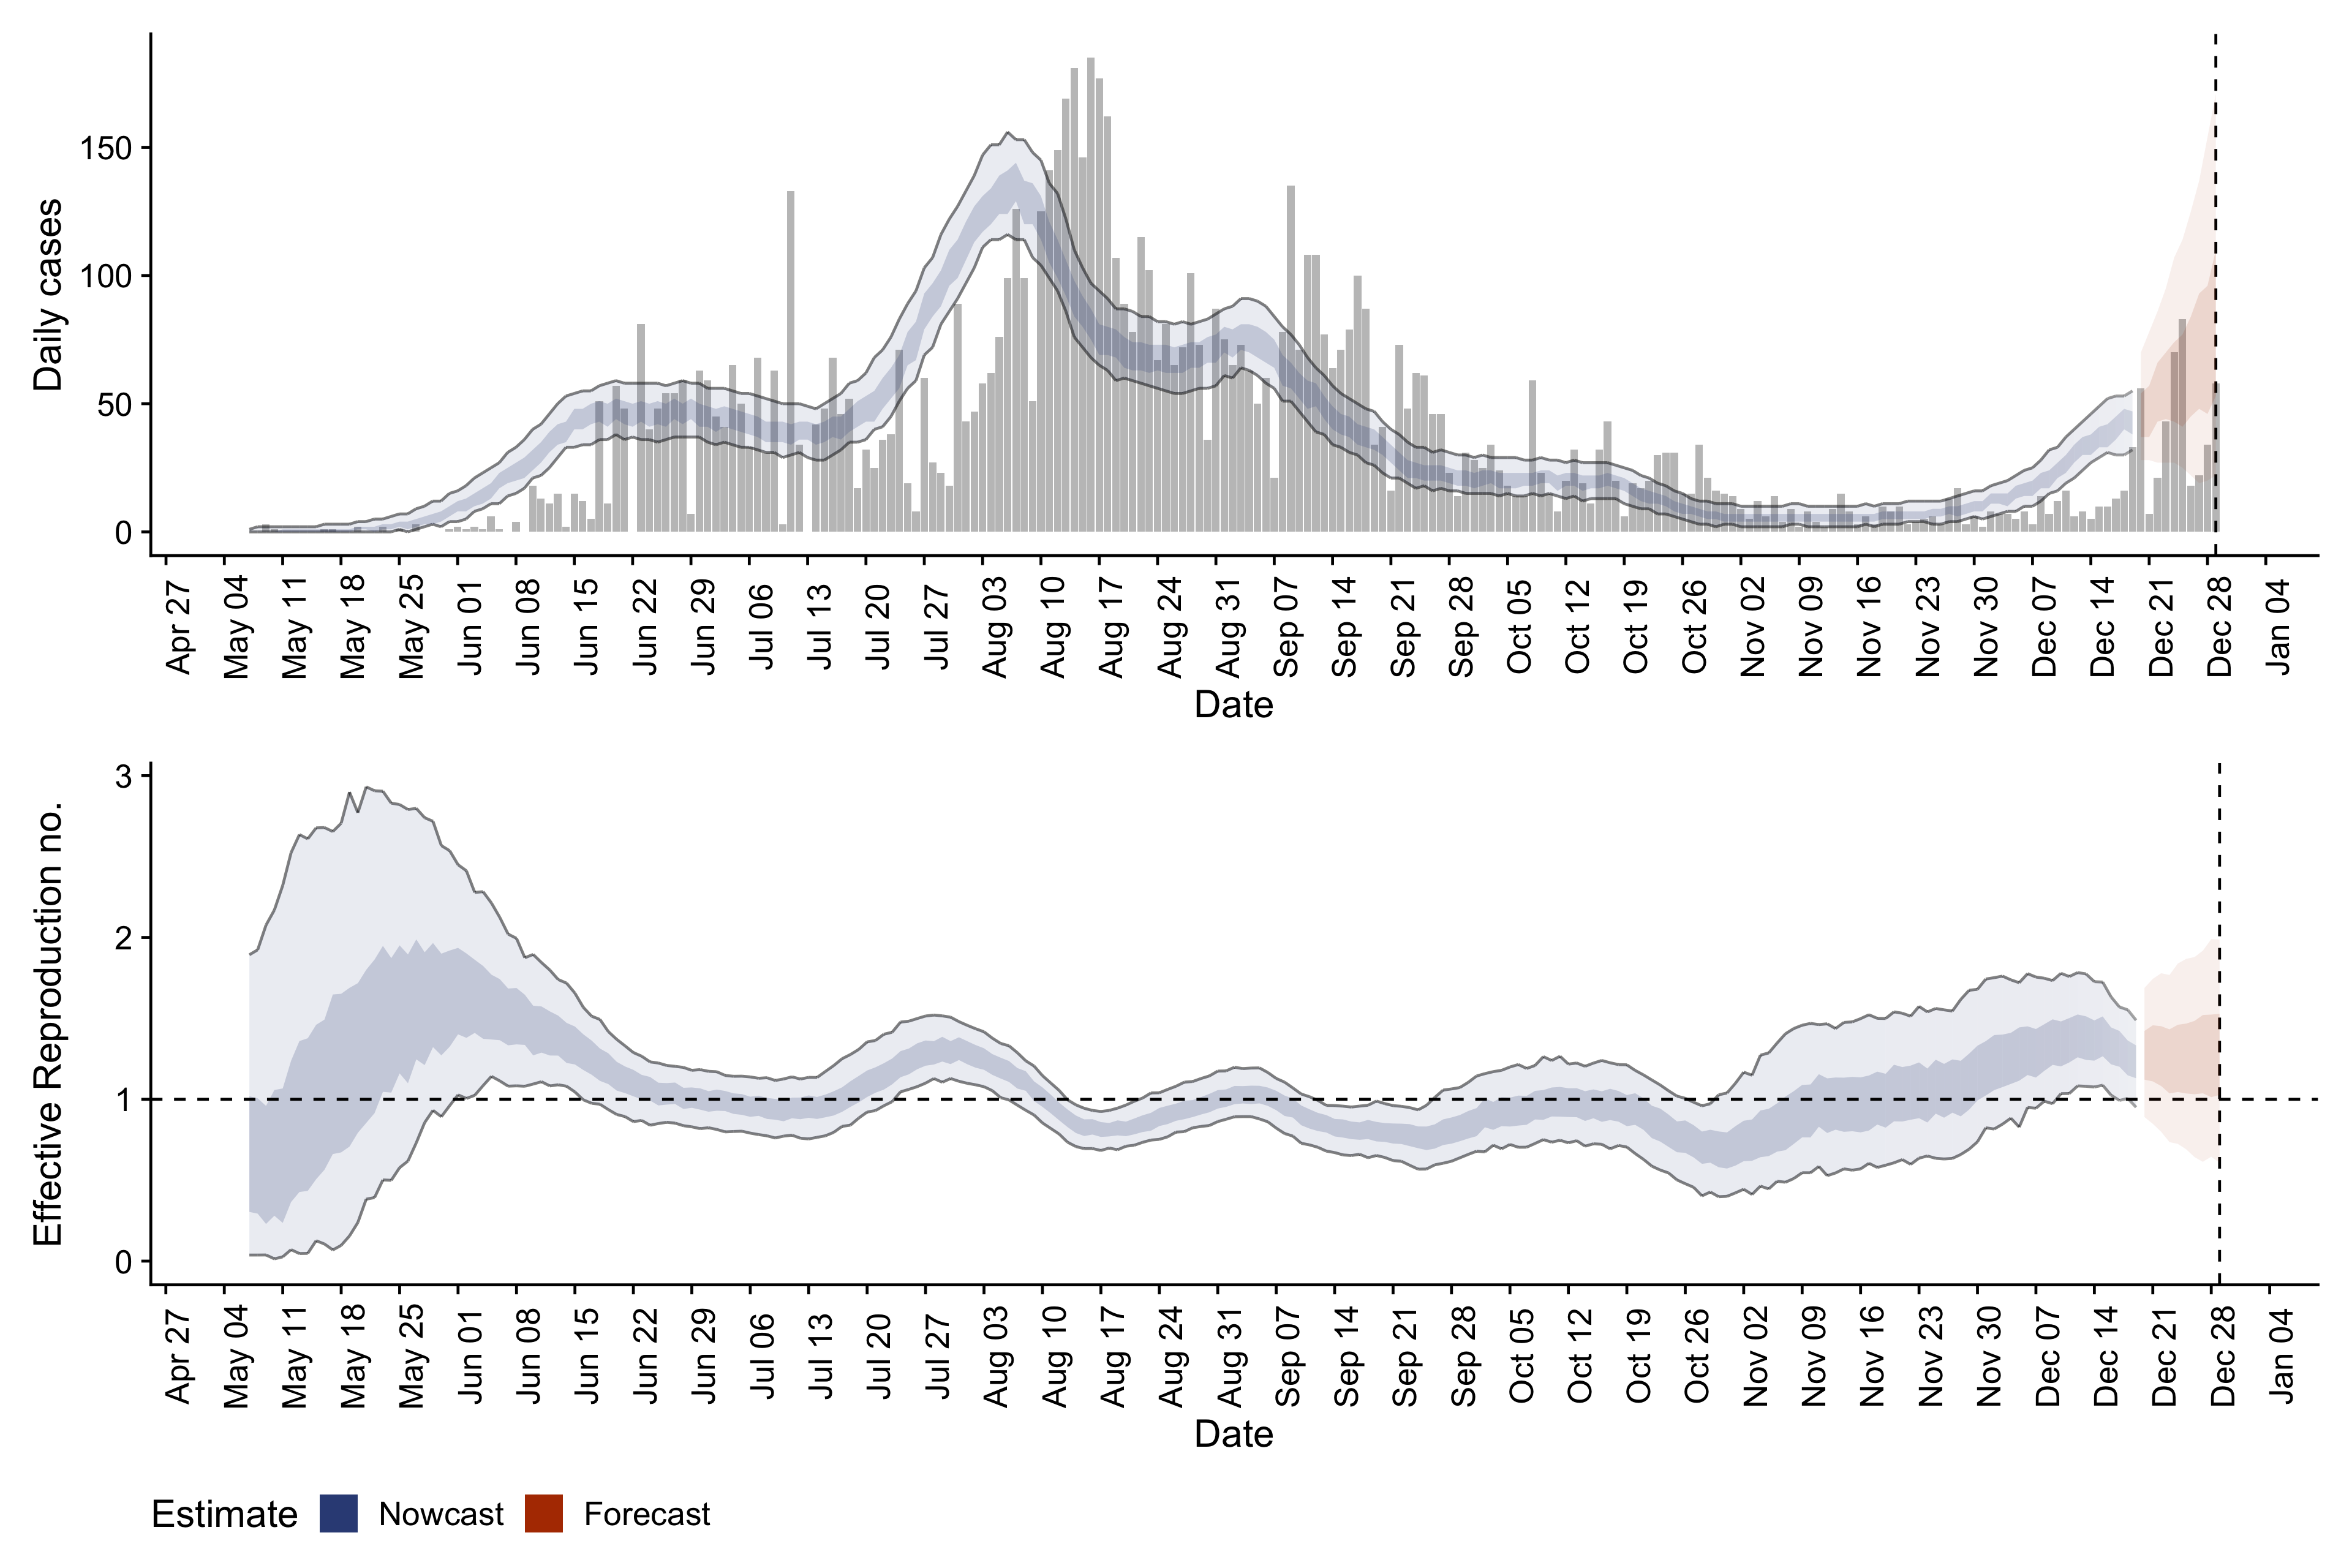 Daily cases
150
100
50
0
Apr 27 May 04 May 11 May 18 May 25 Jun 01 Jun 08 Jun 15 Jun 22 Jun 29 Jul 06 Jul 13 Jul 20 Jul 27 Aug 03 Aug 10 Aug 17 Aug 24 Aug 31 Sep 07 Sep 14 Sep 21 Sep 28 Oct 05 Oct 12 Oct 19 Oct 26 Nov 02 Nov 09 Nov 16 Nov 23 Nov 30 Dec 07 Dec 14 Dec 21 Dec 28 Jan 04
Date
Effective Reproduction no.
3
2
1
0
Apr 27 May 04 May 11 May 18 May 25 Jun 01 Jun 08 Jun 15 Jun 22 Jun 29 Jul 06 Jul 13 Jul 20 Jul 27 Aug 03 Aug 10 Aug 17 Aug 24 Aug 31 Sep 07 Sep 14 Sep 21 Sep 28 Oct 05 Oct 12 Oct 19 Oct 26 Nov 02 Nov 09 Nov 16 Nov 23 Nov 30 Dec 07 Dec 14 Dec 21 Dec 28 Jan 04
Date
Estimate Nowcast Forecast